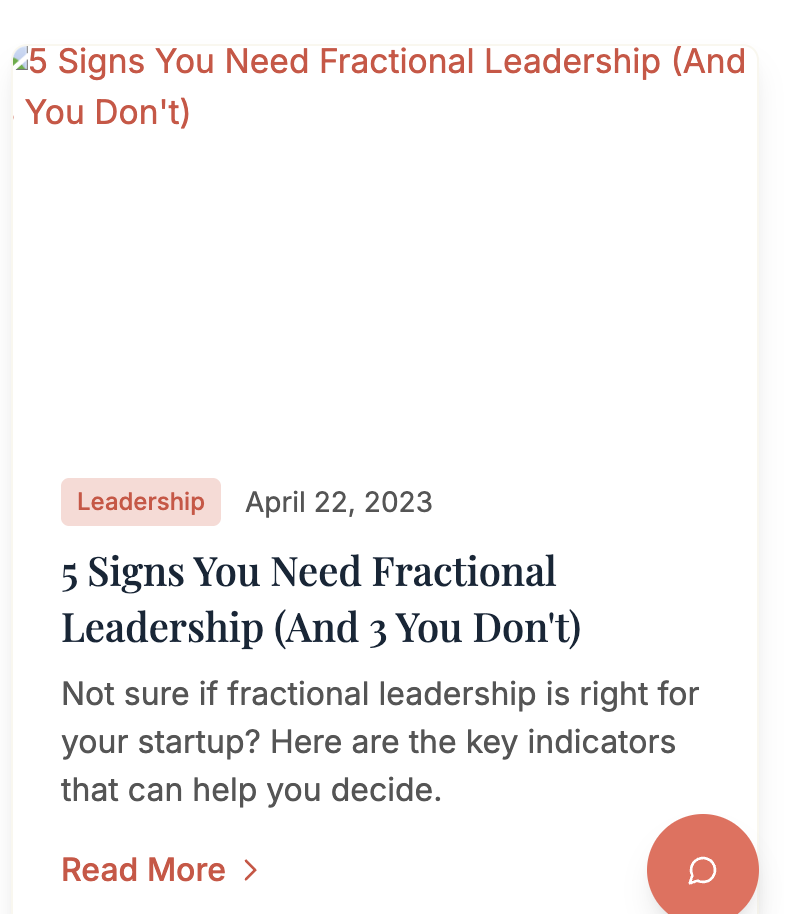 5 Signs You Need Fractional Leadership (And
You Don't)
Leadership
April 22, 2023
5 Signs You Need Fractional
Leadership (And 3 You Don't)
Not sure if fractional leadership is right for
your startup? Here are the key indicators
that can help you decide.
Read More